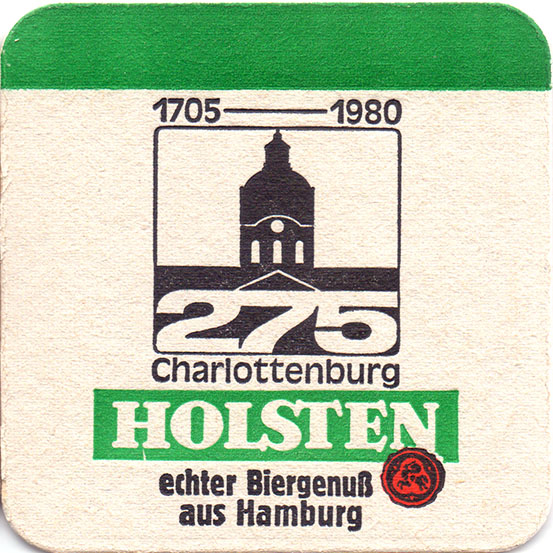 1705 — 1980
275
Charlottenburg
HOLSTEN
echter Biergenuß
aus Hamburg